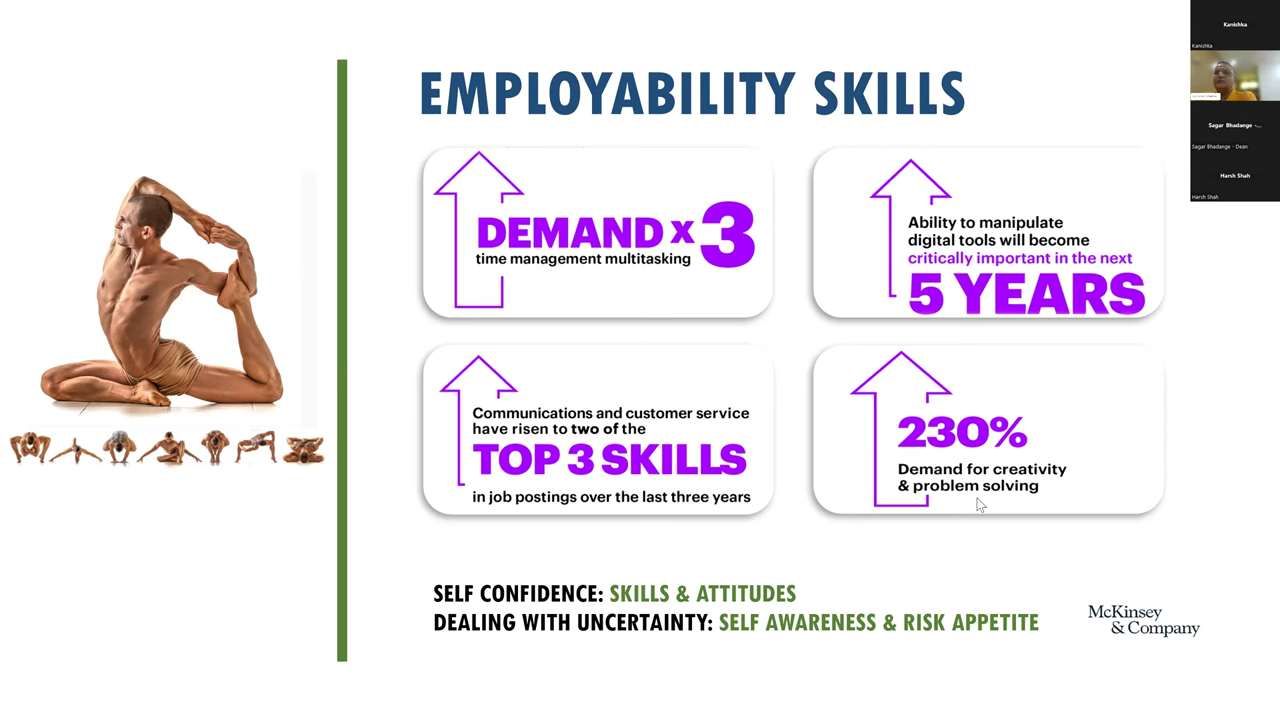 EMPLOYABILITY SKILLS
DEMAND x 3
time management multitasking
Ability to manipulate
digital tools will become
critically important in the next
5 YEARS
Communications and customer service
have risen to two of the
TOP 3 SKILLS
in job postings over the last three years
230%
Demand for creativity
& problem solving
SELF CONFIDENCE: SKILLS & ATTITUDES
DEALING WITH UNCERTAINTY: SELF AWARENESS & RISK APPETITE
McKinsey
& Company
Kanishka
Kanishka
Sagar Bhadange -...
Sagar Bhadange - Dean
Harsh Shah
Harsh Shah